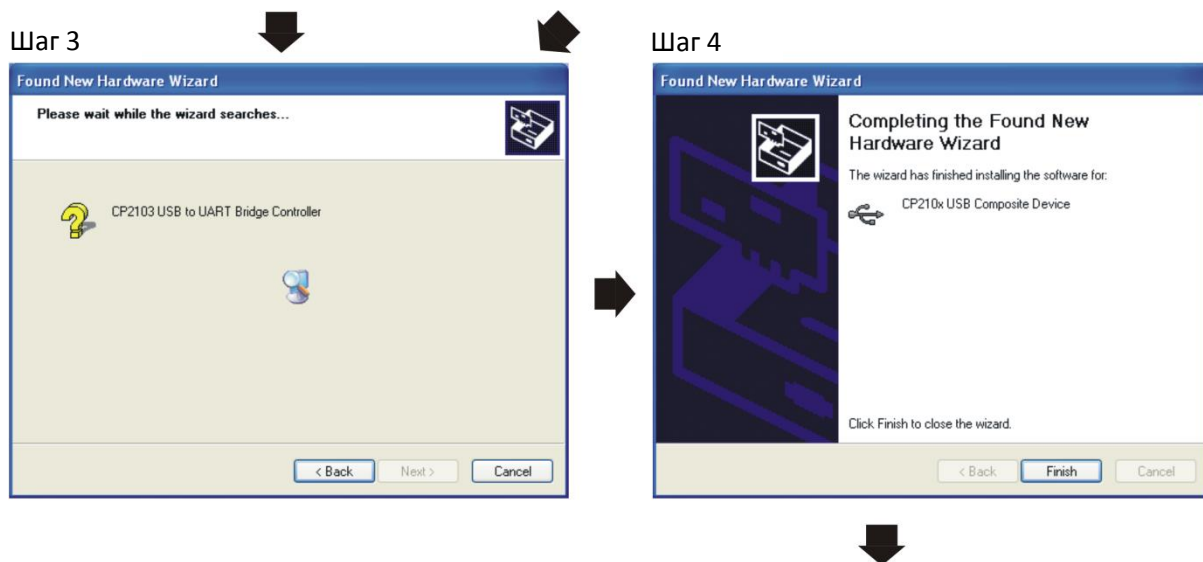 Шаг 3
Found New Hardware Wizard
Please wait while the wizard searches...
CP2103 USB to UART Bridge Controller
< Back
Next >
Cancel
Шаг 4
Found New Hardware Wizard
Completing the Found New
Hardware Wizard
The wizard has finished installing the software for:
CP210x USB Composite Device
Click Finish to close the wizard.
< Back
Finish
Cancel